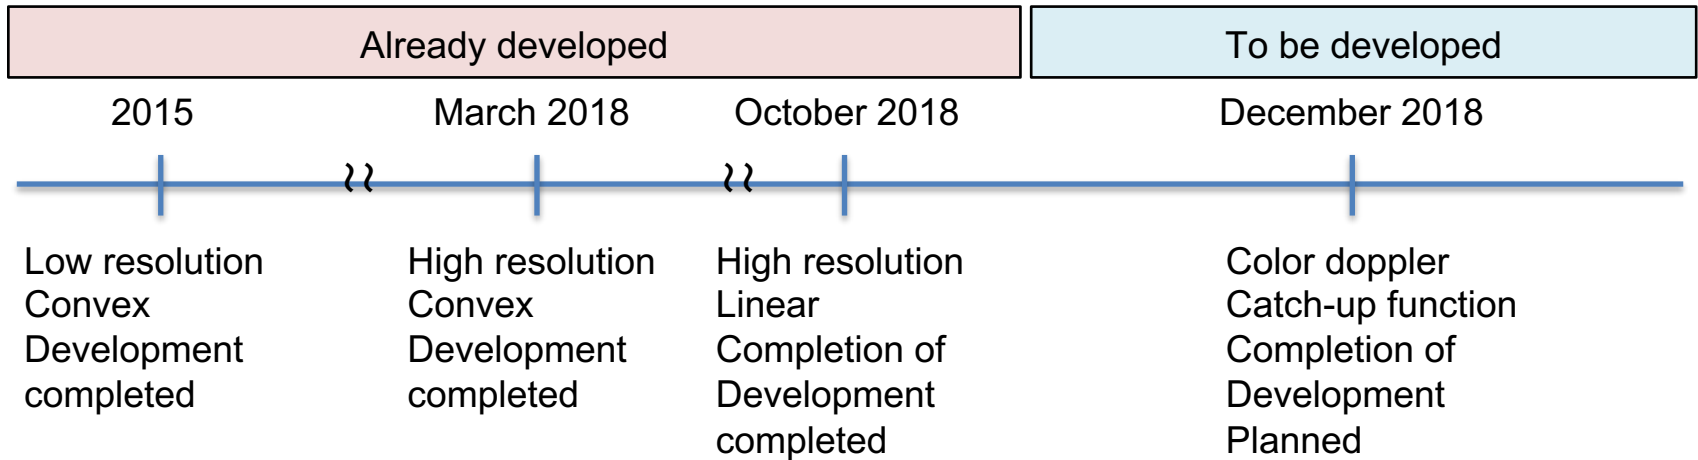 Already developed
To be developed
2015
March 2018
October 2018
December 2018
Low resolution
Convex
Development
completed
High resolution
Convex
Development
completed
High resolution
Linear
Completion of
Development
completed
Color doppler
Catch-up function
Completion of
Development
Planned